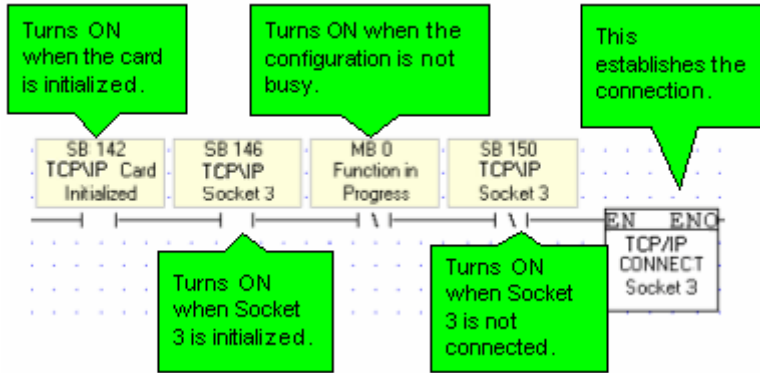 Turns ON
when the card
is initialized.
Turns ON when the
configuration is not
busy.
This
establishes the
connection.
SB 142
TCP\IP Card
Initialized
SB 146
TCP\IP
Socket 3
MB 0
Function in
Progress
SB 150
TCP\IP
Socket 3
EN ENO
TCP/IP
CONNECT
Socket 3
Turns ON
when Socket
3 is initialized.
Turns ON
when Socket
3 is not
connected.